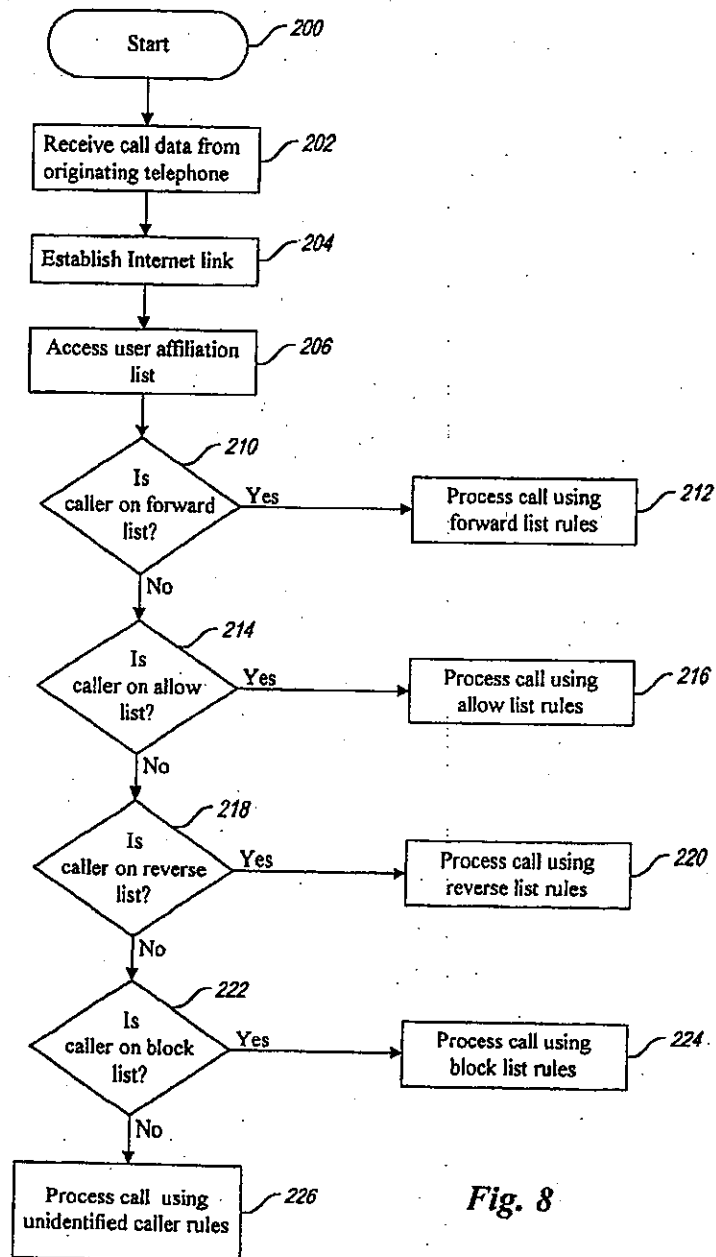 Start
200
Receive call data from
originating telephone
202
Establish Internet link
204
Access user affiliation
list
206
210
Is
caller on forward
list?
Yes
Process call using
forward list rules
212
No
214
Is
caller on allow
list?
Yes
Process call using
allow list rules
216
No
218
Is
caller on reverse
list?
Yes
Process call using
reverse list rules
220
No
222
Is
caller on block
list?
Yes
Process call using
block list rules
224
No
Process call using
unidentified caller rules
226
Fig. 8